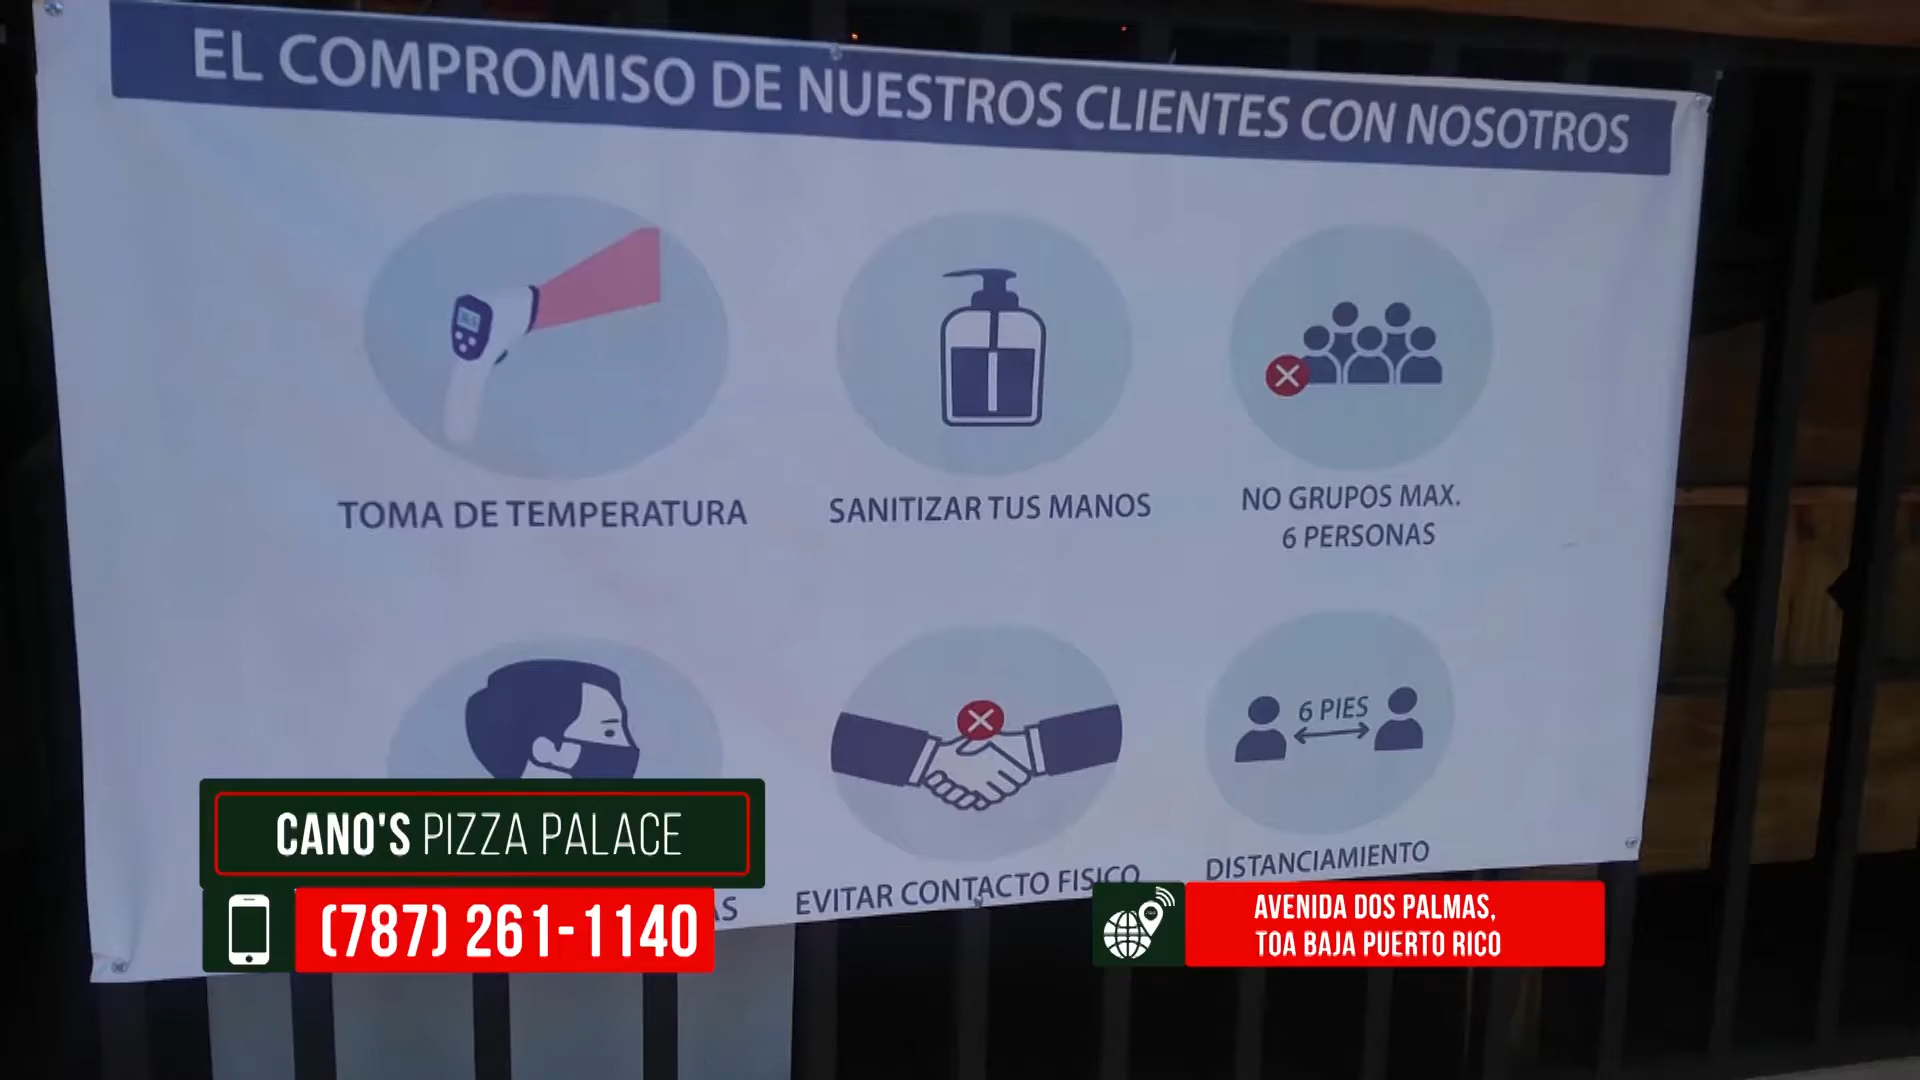 EL COMPROMISO DE NUESTROS CLIENTES CON NOSOTROS
TOMA DE TEMPERATURA
SANITIZAR TUS MANOS
NO GRUPOS MAX.
6 PERSONAS
6 PIES
EVITAR CONTACTO FISICO
DISTANCIAMIENTO
CANO'S PIZZA PALACE
(787) 261-1140
AVENIDA DOS PALMAS,
TOA BAJA PUERTO RICO